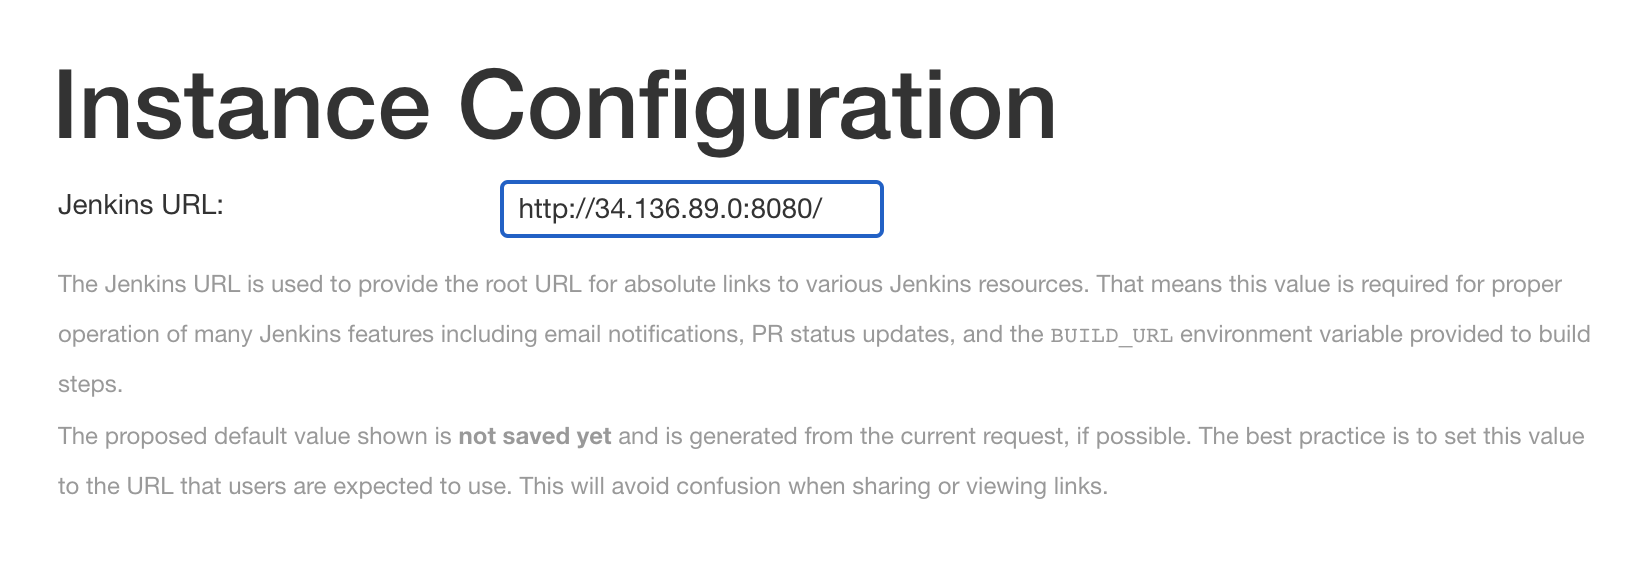 Instance Configuration
Jenkins URL:
http://34.136.89.0:8080/
The Jenkins URL is used to provide the root URL for absolute links to various Jenkins resources. That means this value is required for proper
operation of many Jenkins features including email notifications, PR status updates, and the BUILD_URL environment variable provided to build
steps.
The proposed default value shown is not saved yet and is generated from the current request, if possible. The best practice is to set this value
to the URL that users are expected to use. This will avoid confusion when sharing or viewing links.